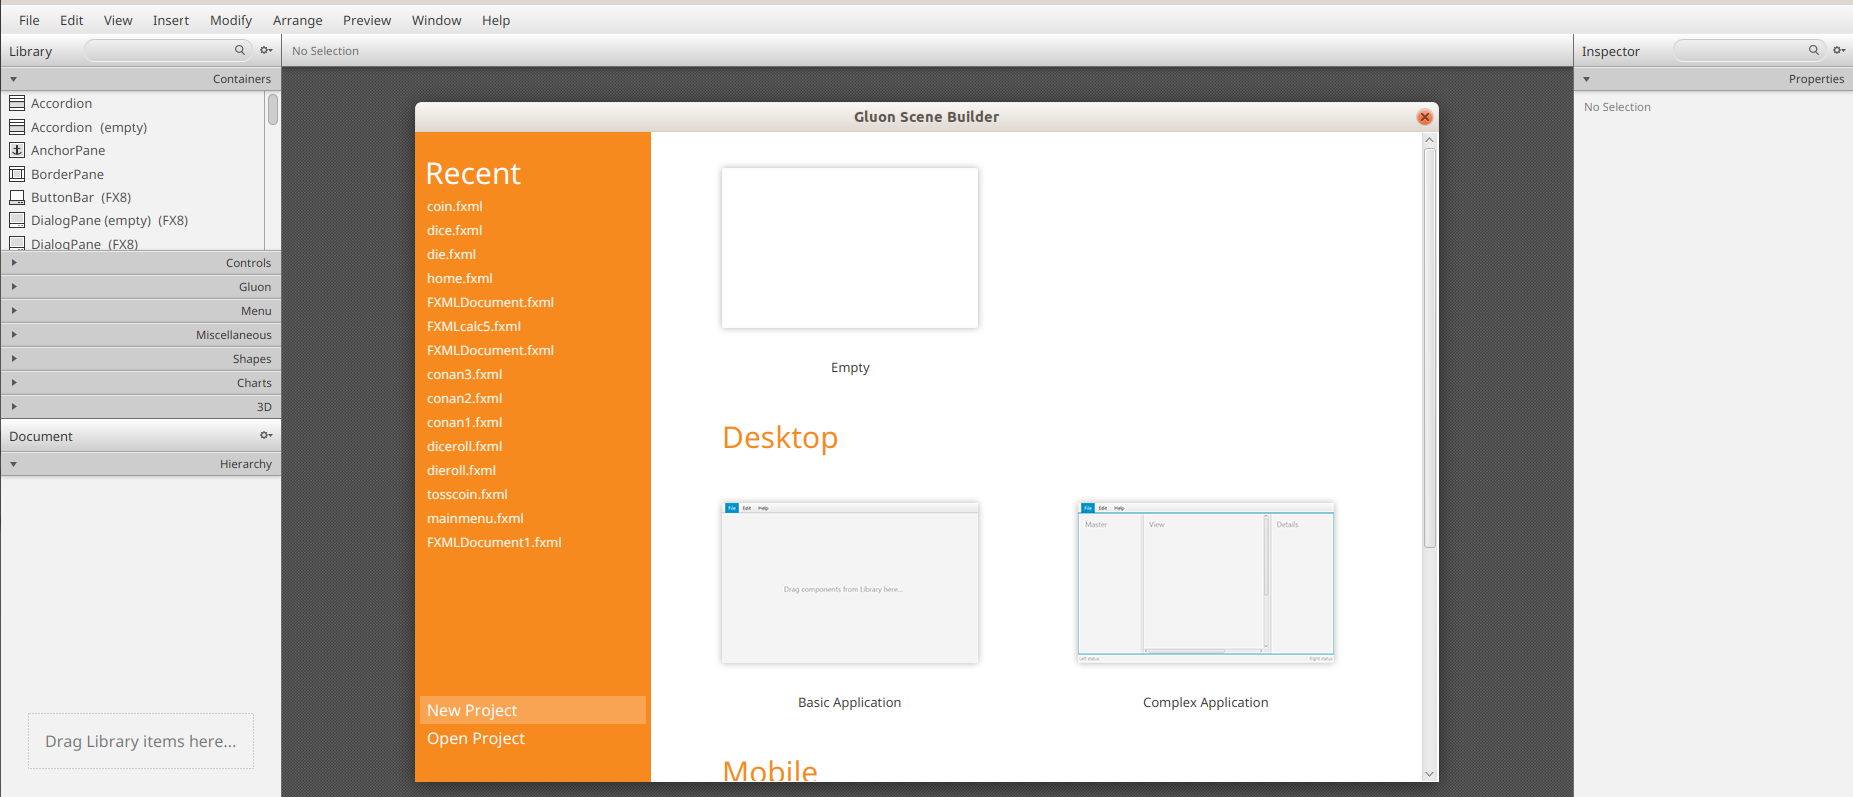 File Edit View Insert Modify Arrange Preview Window Help
Library
No Selection
Inspector
Containers
Properties
Accordion
Accordion (empty)
AnchorPane
BorderPane
ButtonBar (FX8)
DialogPane (empty) (FX8)
DialogPane (FX8)
Controls
Gluon
Menu
Miscellaneous
Shapes
Charts
3D
Document
Hierarchy
Drag Library items here...
Gluon Scene Builder
Recent
coin.fxml
dice.fxml
die.fxml
home.fxml
FXMLDocument.fxml
FXMLcalc5.fxml
FXMLDocument.fxml
conan3.fxml
conan2.fxml
conan1.fxml
diceroll.fxml
dieroll.fxml
tosscoin.fxml
mainmenu.fxml
FXMLDocument1.fxml
New Project
Open Project
Empty
Desktop
File Edit Help
Drag components from Library here...
Basic Application
File Edit Help
Master View Details
Left status Right status
Complex Application
Mobile
No Selection